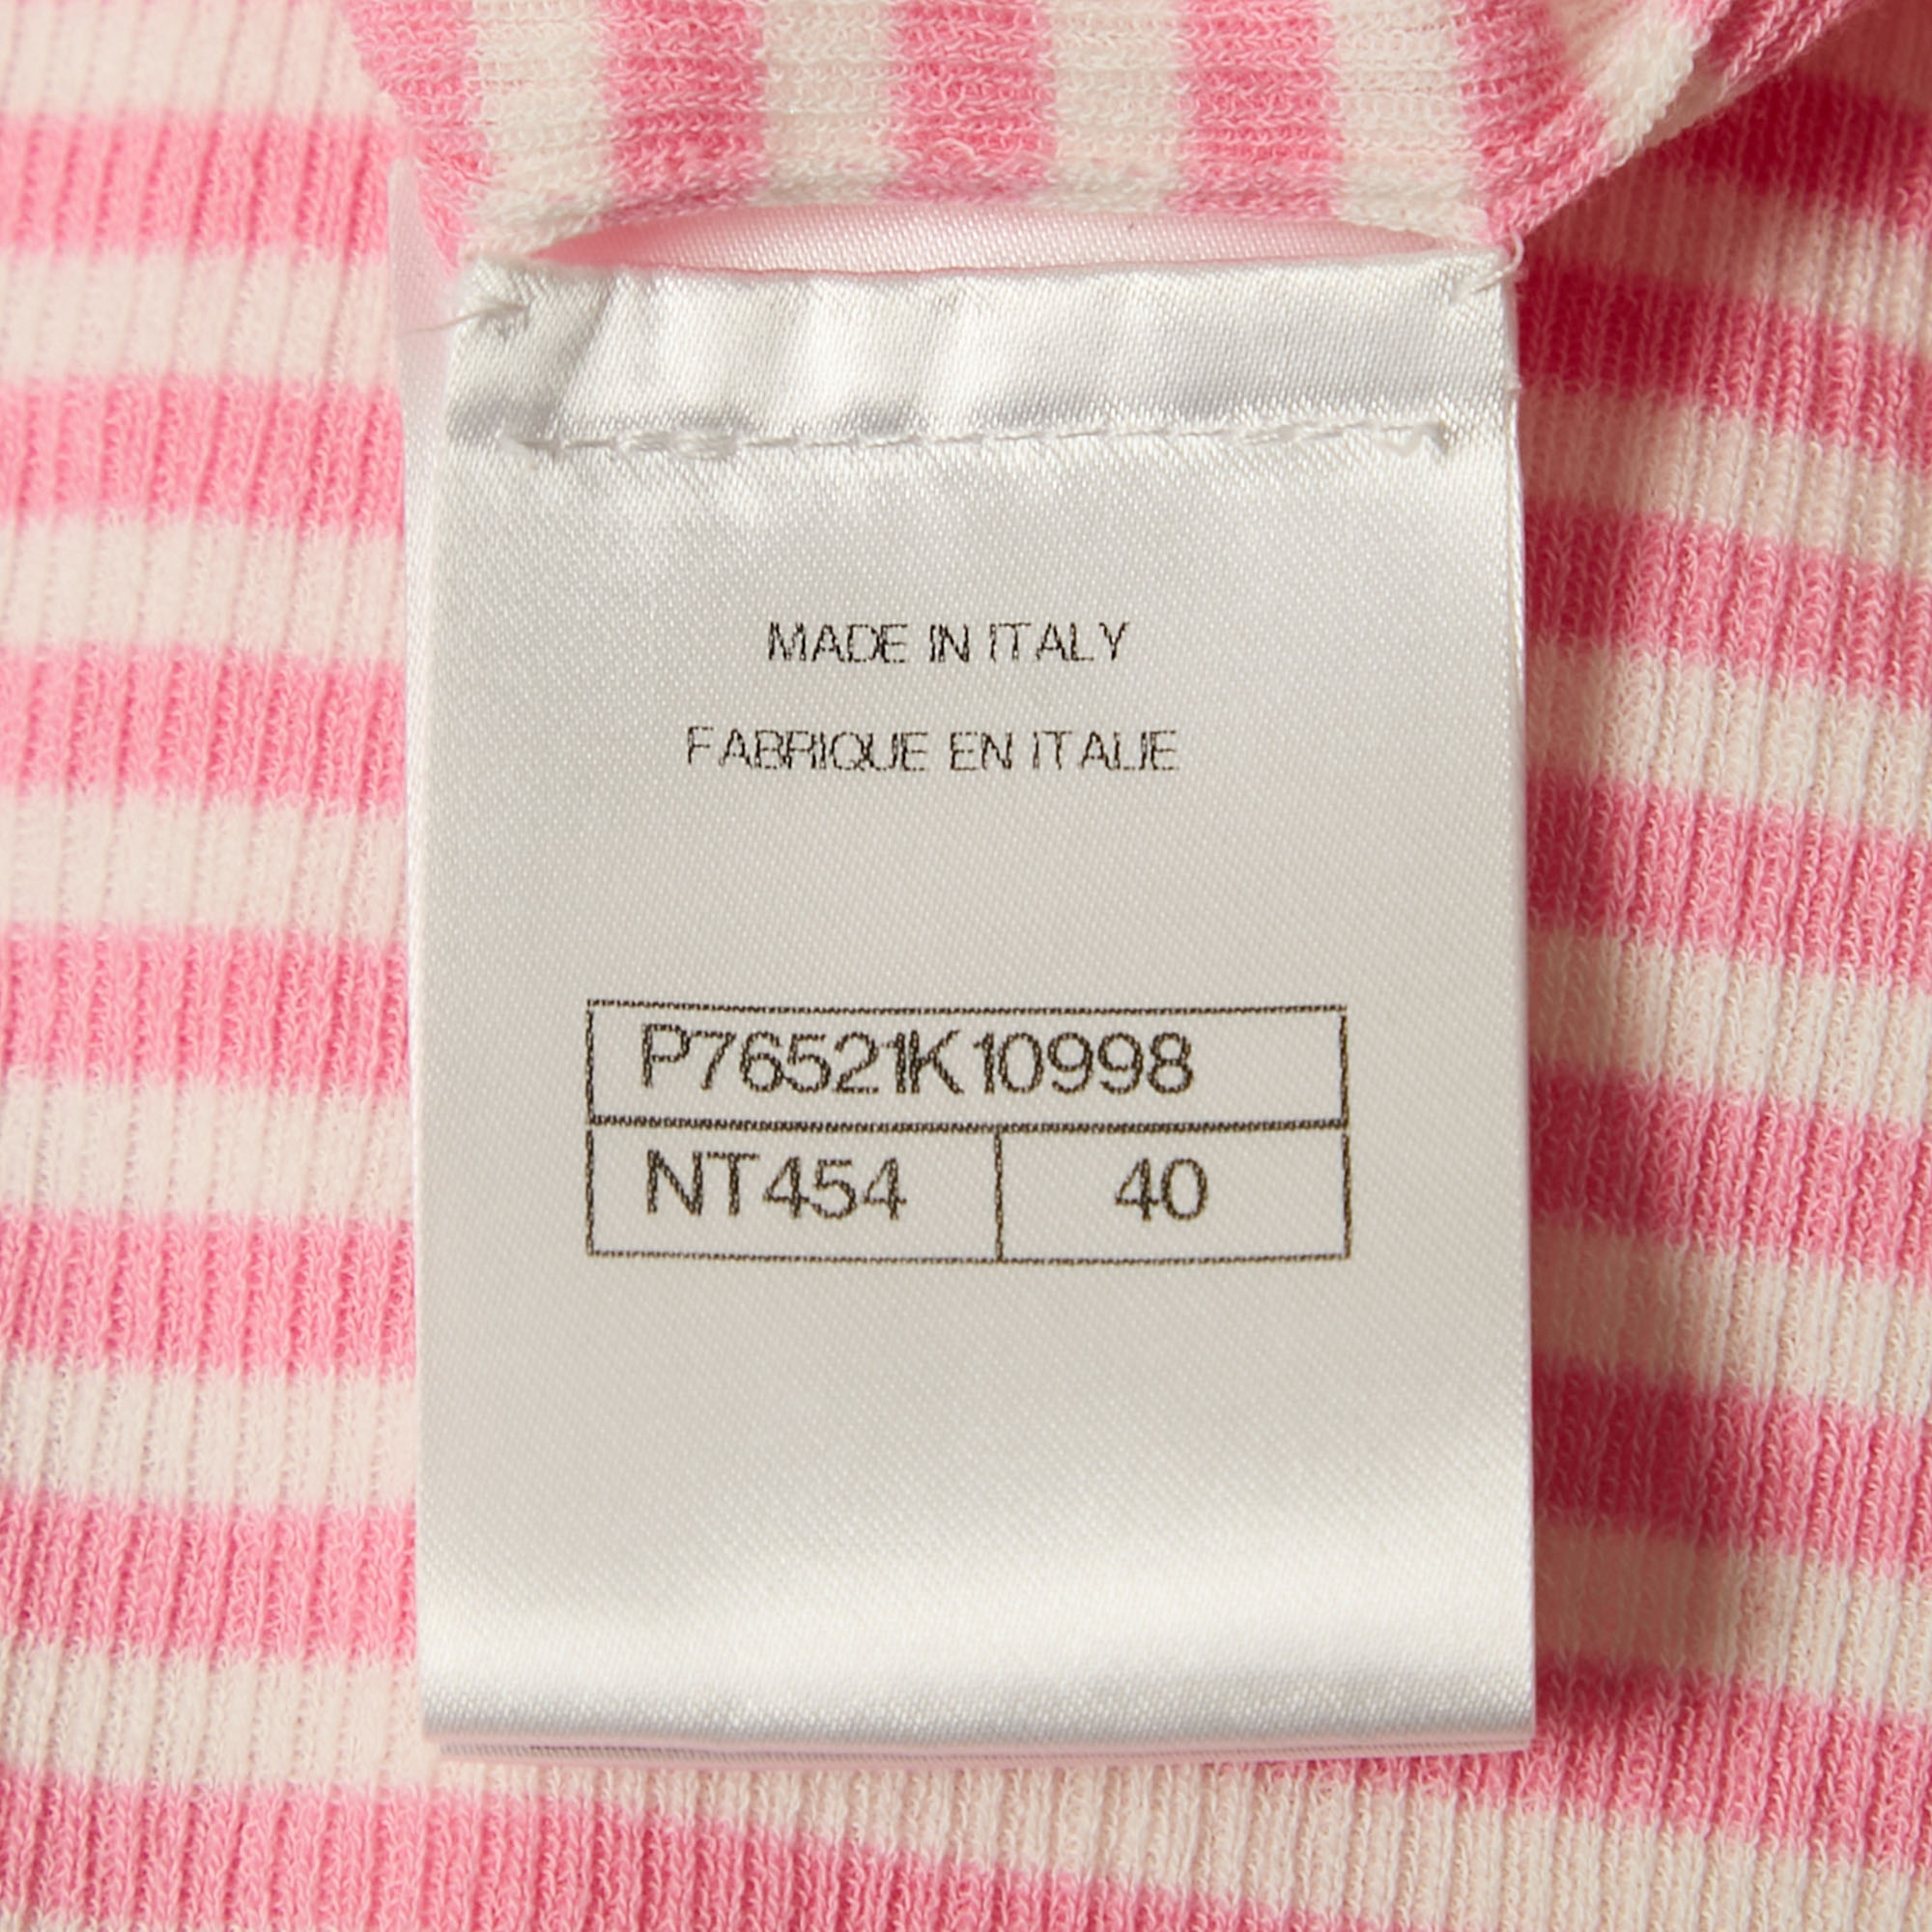 MADE IN ITALY
FABRIQUE EN ITALIE
P76521K10998
NT454 40